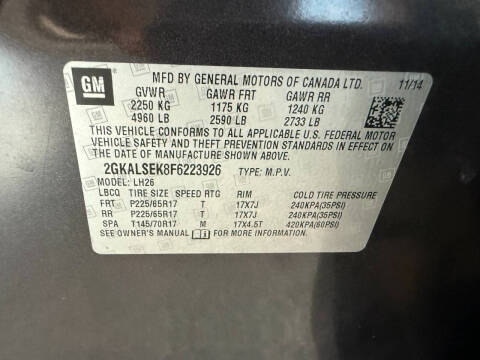 GM
MFD BY GENERAL MOTORS OF CANADA LTD. 11/14
GVWR GAWR FRT GAWR RR
2250 KG 1175 KG 1240 KG
4960 LB 2590 LB 2733 LB
THIS VEHICLE CONFORMS TO ALL APPLICABLE U.S. FEDERAL MOTOR
VEHICLE SAFETY AND THEFT PREVENTION STANDARDS IN EFFECT
ON THE DATE OF MANUFACTURE SHOWN ABOVE.
2GKALSEK8F6223926 TYPE: M.P.V.
MODEL: LH26
LBCQ TIRE SIZE SPEED RTG RIM COLD TIRE PRESSURE
FRT P225/65R17 T 17X7J 240KPA(35PSI)
RR P225/65R17 T 17X7J 240KPA(35PSI)
SPA T145/70R17 M 17X4.5T 420KPA(60PSI)
SEE OWNER'S MANUAL FOR MORE INFORMATION.